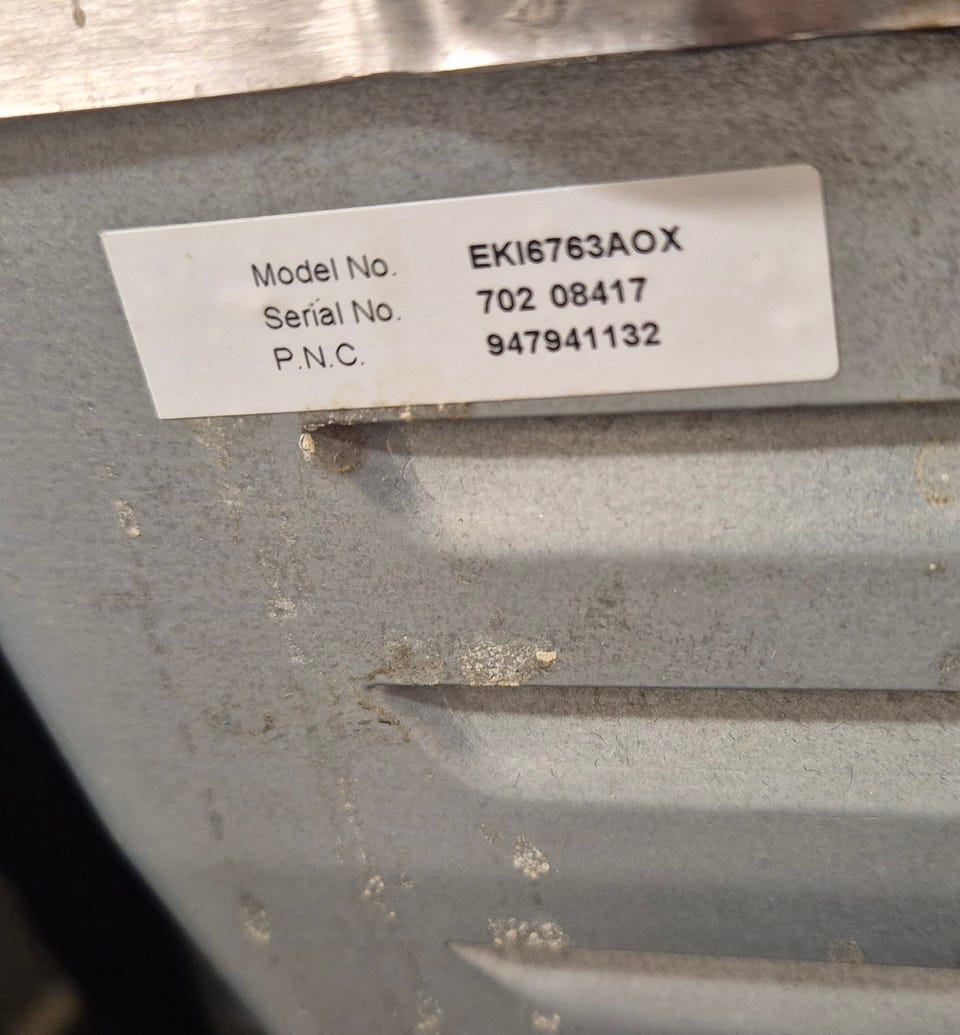 Model No. EKI6763AOX
Serial No. 702 08417
P.N.C. 947941132